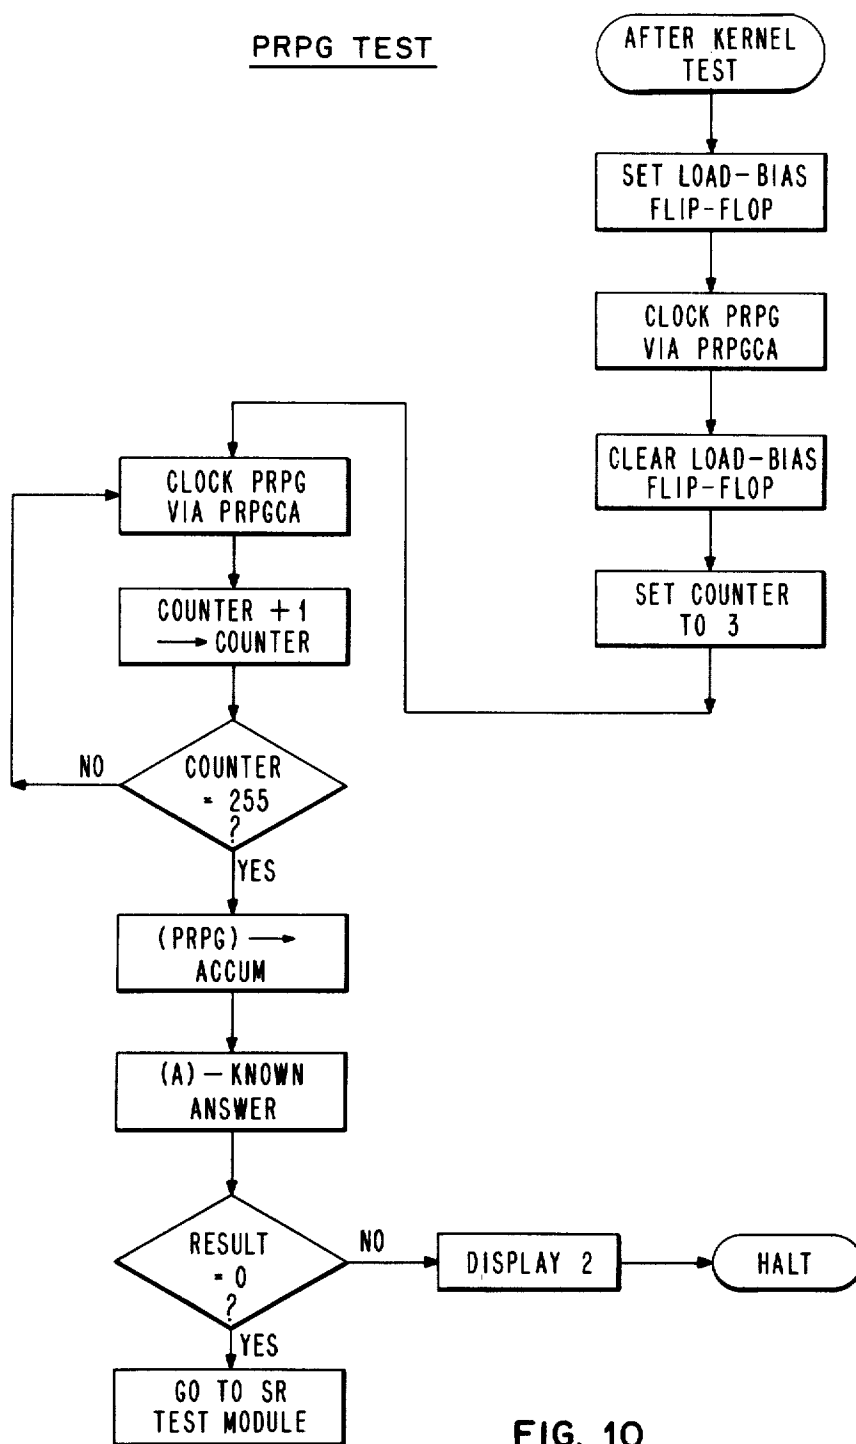 PRPG TEST
AFTER KERNEL
TEST
SET LOAD-BIAS
FLIP-FLOP
CLOCK PRPG
VIA PRPGCA
CLEAR LOAD-BIAS
FLIP-FLOP
SET COUNTER
TO 3
CLOCK PRPG
VIA PRPGCA
COUNTER +1
⟶ COUNTER
COUNTER
= 255
?
NO
YES
(PRPG) ⟶
ACCUM
(A)-KNOWN
ANSWER
RESULT
= 0
?
NO
DISPLAY 2
HALT
YES
GO TO SR
TEST MODULE
FIG. 10